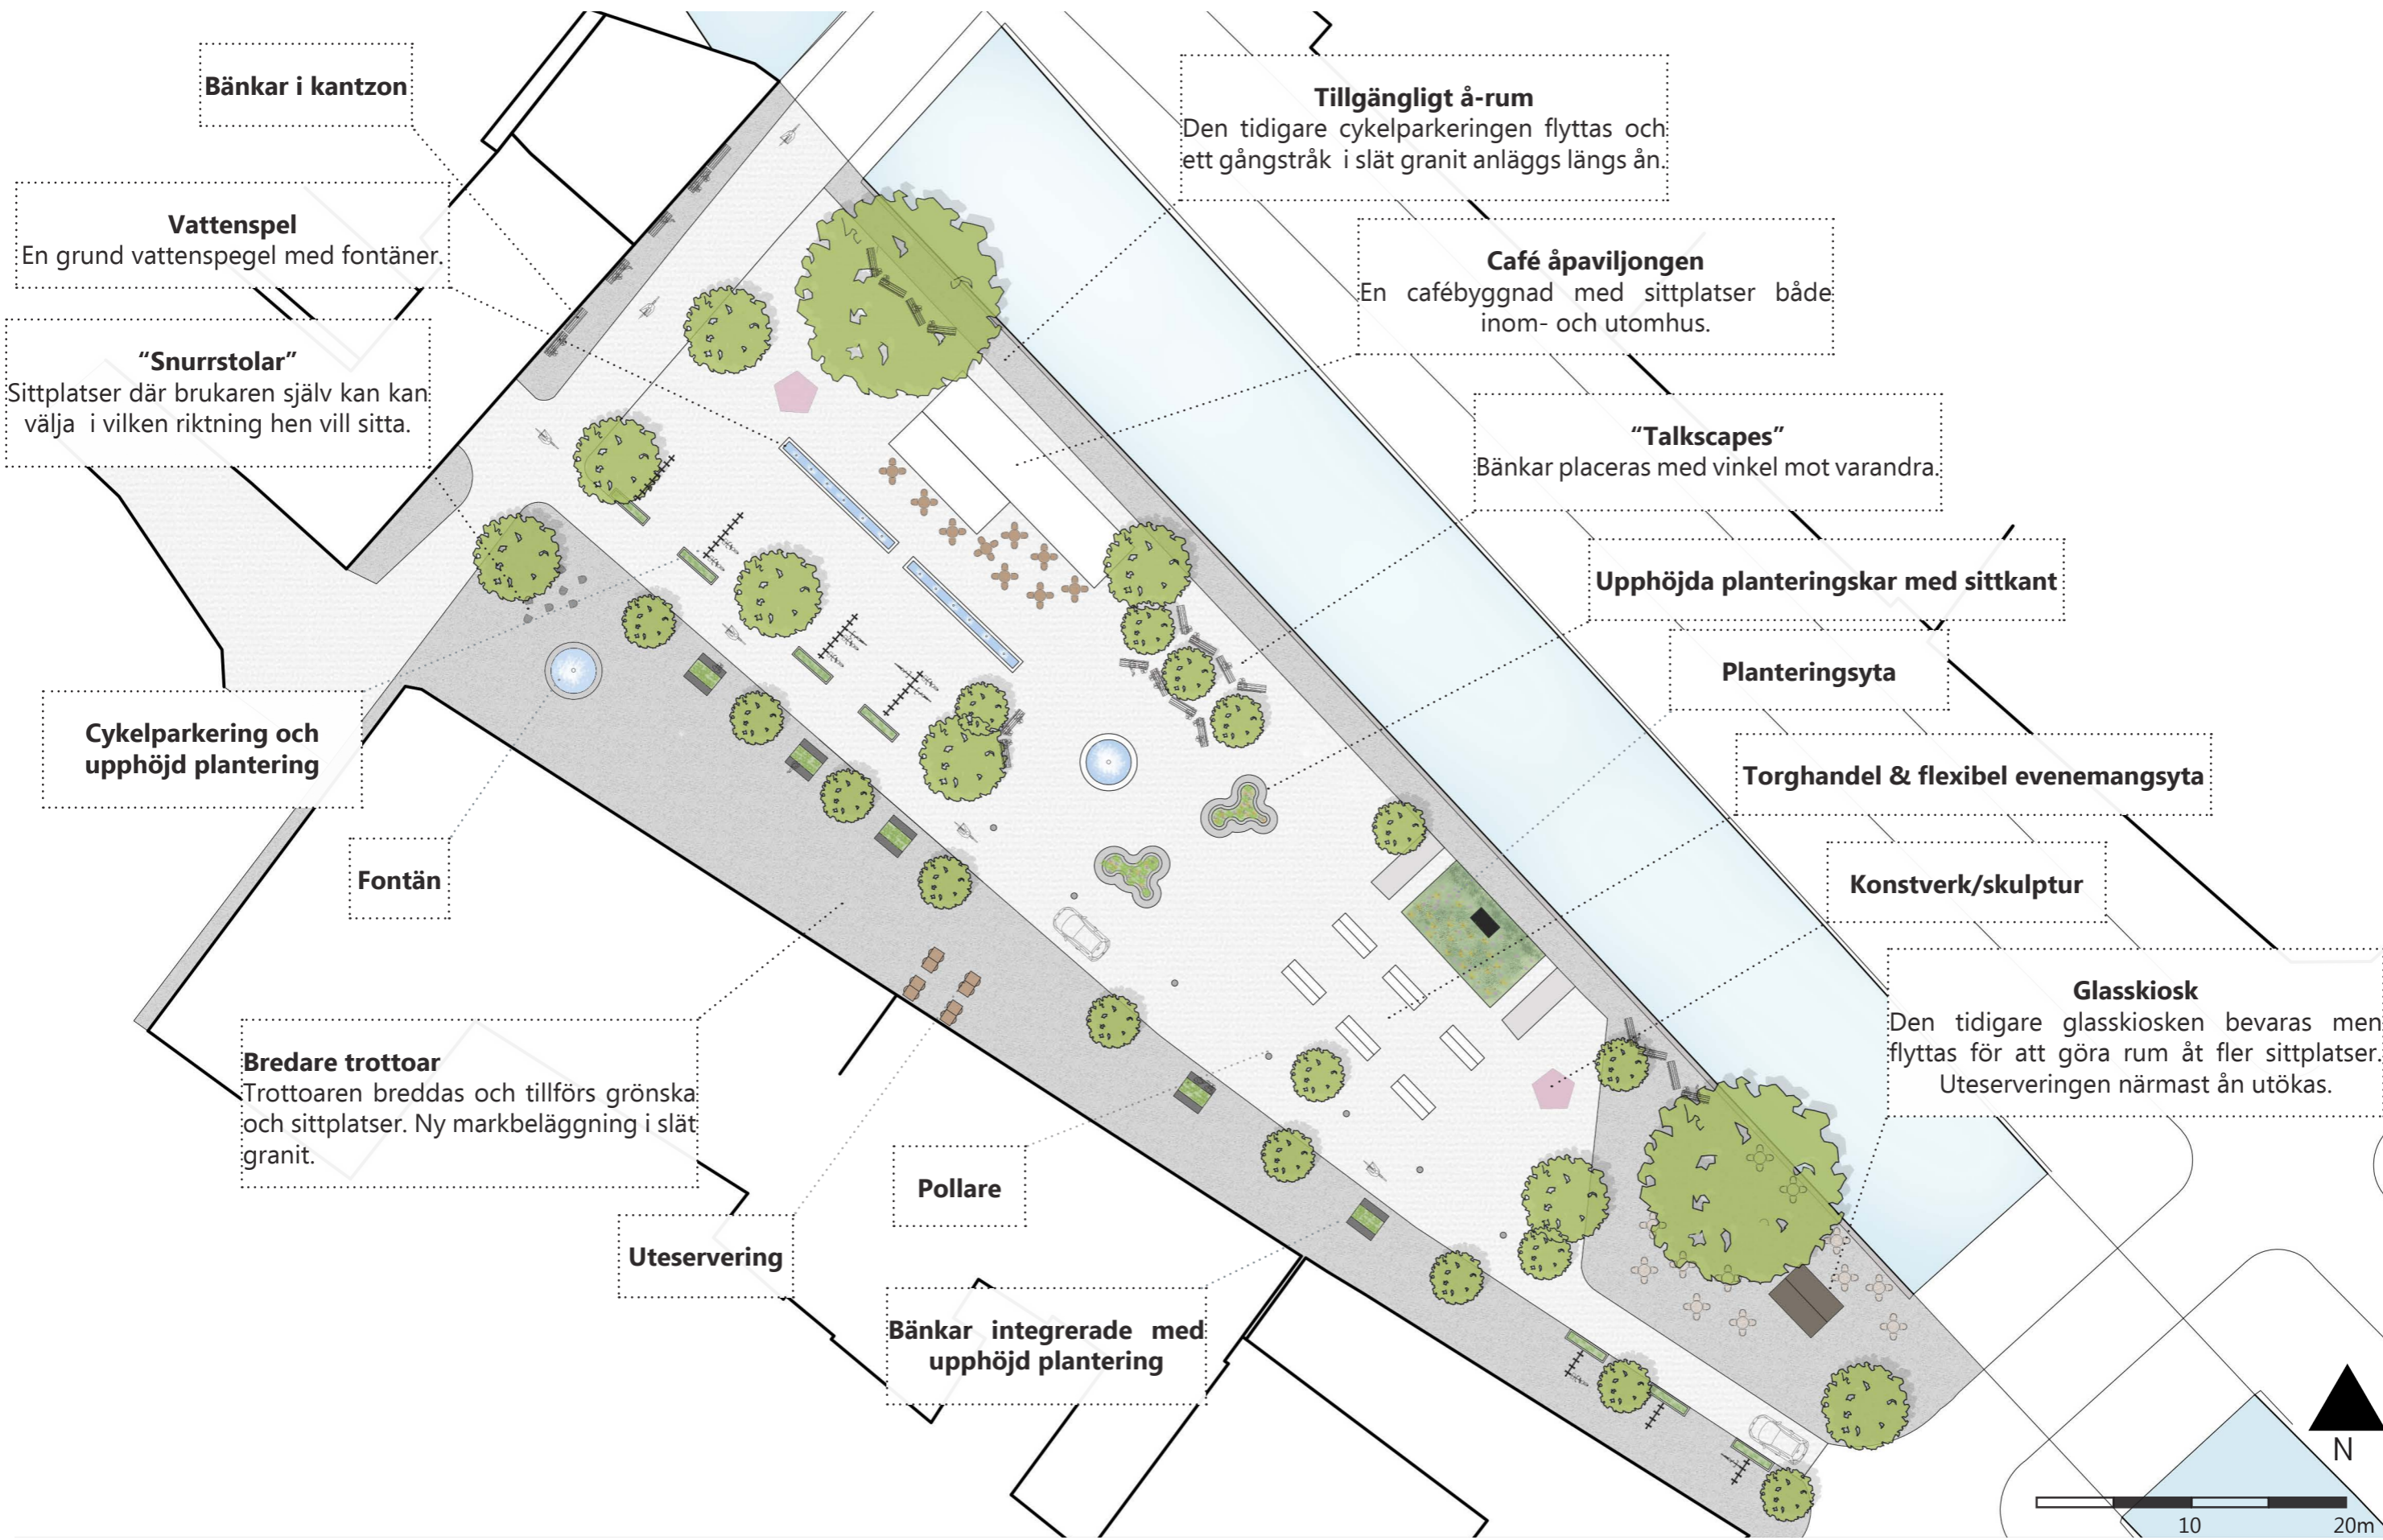 Bänkar i kantzon
Vattenspel
En grund vattenspegel med fontäner.
“Snurrstolar”
Sittplatser där brukaren själv kan kan
välja i vilken riktning hen vill sitta.
Cykelparkering och
upphöjd plantering
Fontän
Bredare trottoar
Trottoaren breddas och tillförs grönska
och sittplatser. Ny markbeläggning i slät
granit.
Uteservering
Pollare
Bänkar integrerade med
upphöjd plantering
Tillgängligt å-rum
Den tidigare cykelparkeringen flyttas och
ett gångstråk i slät granit anläggs längs ån.
Café åpaviljongen
En cafébyggnad med sittplatser både
inom- och utomhus.
“Talkscapes”
Bänkar placeras med vinkel mot varandra.
Upphöjda planteringskar med sittkant
Planteringsyta
Torghandel & flexibel evenemangsyta
Konstverk/skulptur
Glasskiosk
Den tidigare glasskiosken bevaras men
flyttas för att göra rum åt fler sittplatser.
Uteserveringen närmast ån utökas.
N
10 20m